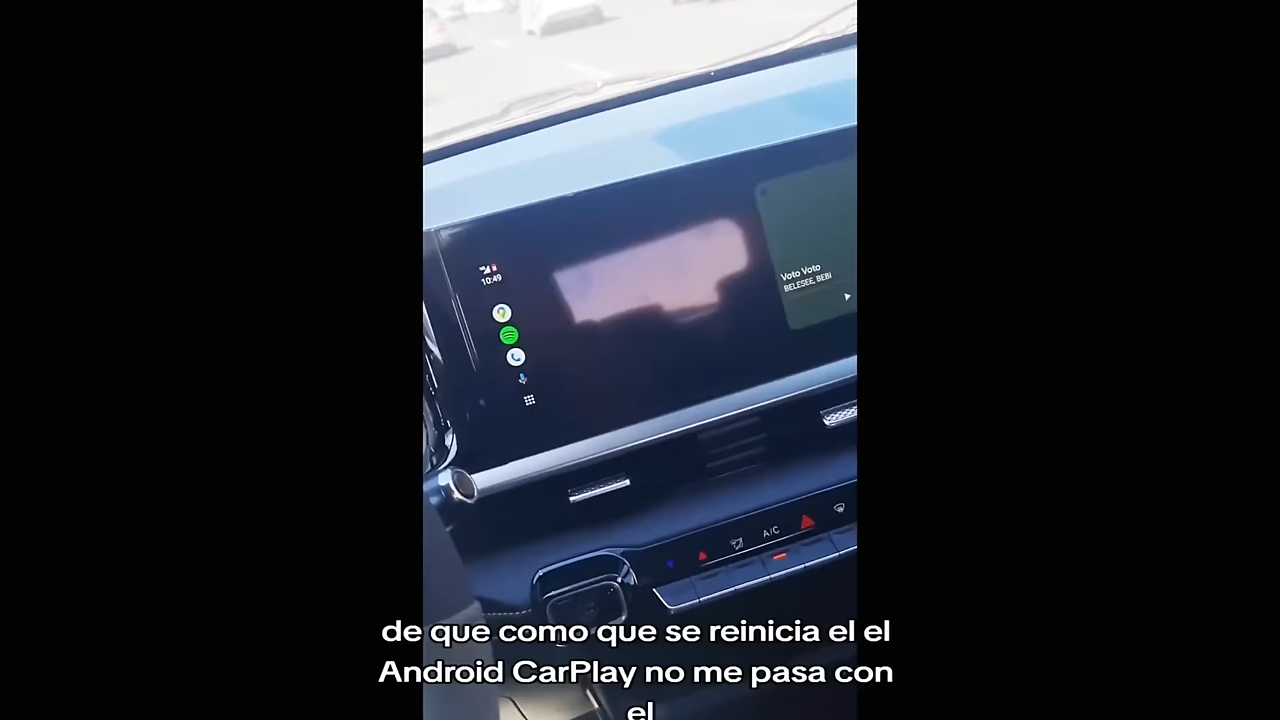 10:49
Voto Voto
BELESEE, BEBi
A/C
de que como que se reinicia el el
Android CarPlay no me pasa con
el